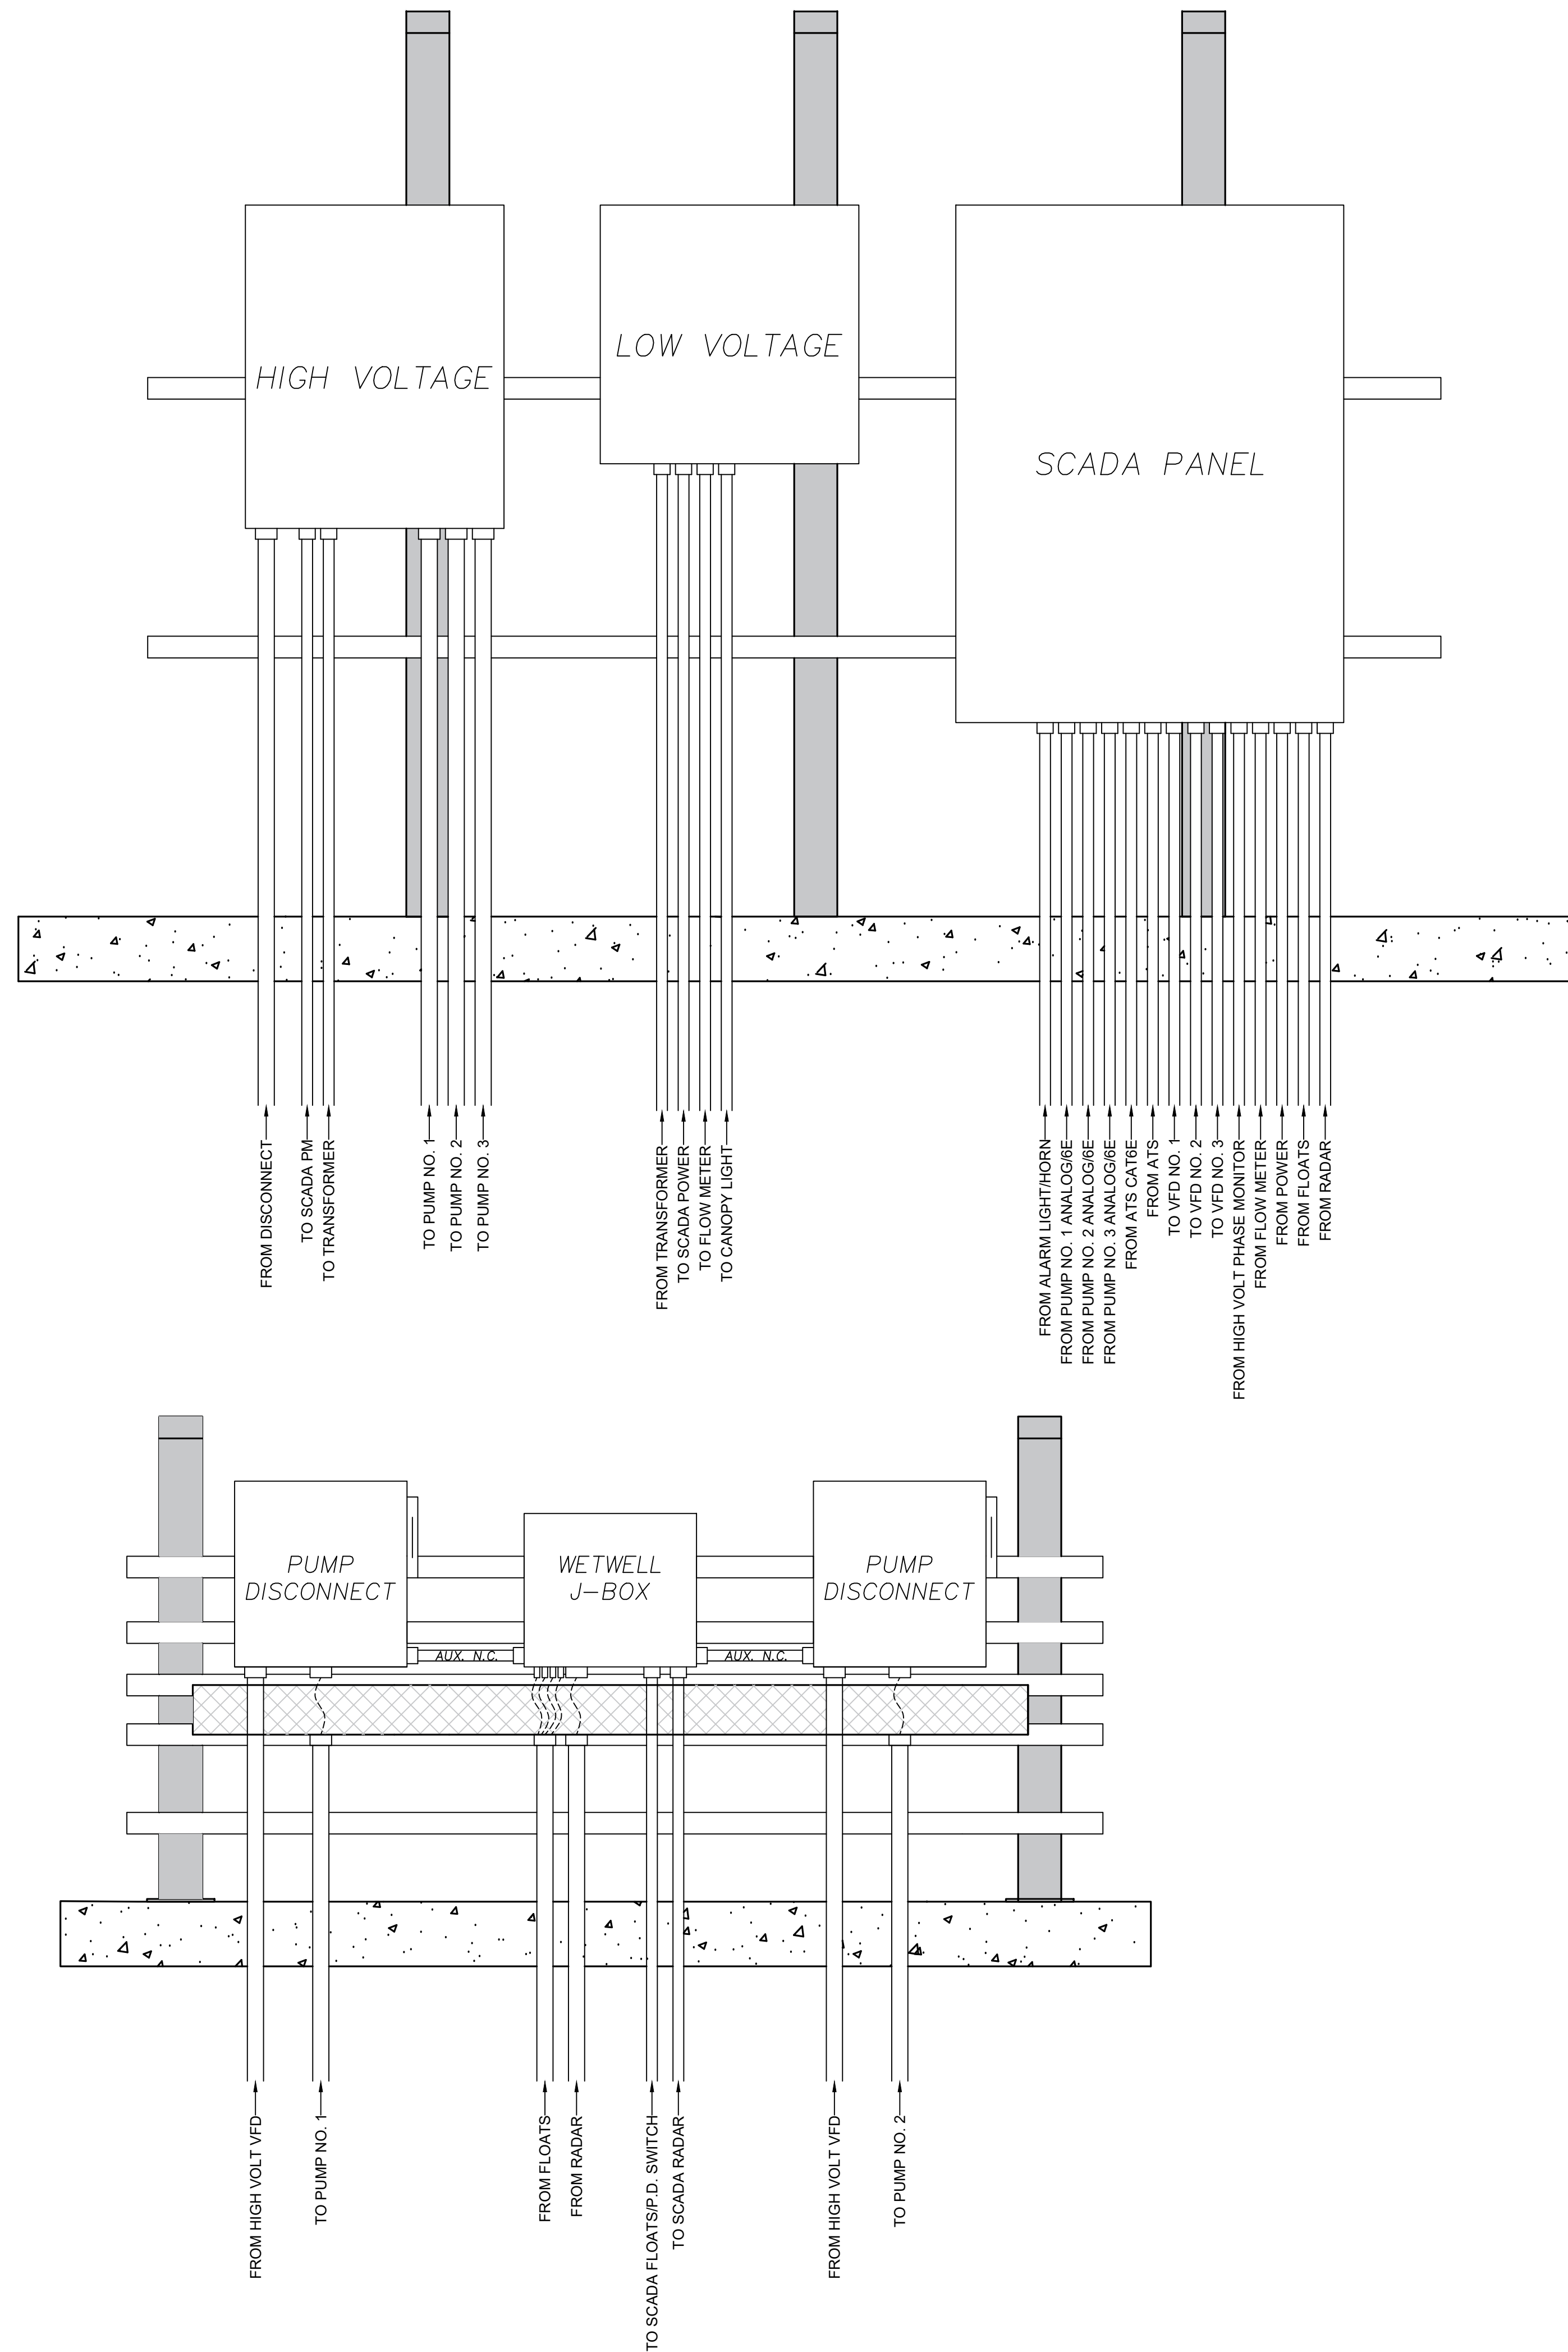 HIGH VOLTAGE
LOW VOLTAGE
SCADA PANEL
FROM DISCONNECT
TO SCADA PM
TO TRANSFORMER
TO PUMP NO. 1
TO PUMP NO. 2
TO PUMP NO. 3
FROM TRANSFORMER
TO SCADA POWER
TO FLOW METER
TO CANOPY LIGHT
FROM ALARM LIGHT/HORN
FROM PUMP NO. 1 ANALOG/6E
FROM PUMP NO. 2 ANALOG/6E
FROM PUMP NO. 3 ANALOG/6E
FROM ATS CAT6E
FROM ATS
TO VFD NO. 1
TO VFD NO. 2
TO VFD NO. 3
FROM HIGH VOLT PHASE MONITOR
FROM FLOW METER
FROM POWER
FROM FLOATS
FROM RADAR
PUMP
DISCONNECT
WETWELL
J-BOX
PUMP
DISCONNECT
AUX. N.C.
AUX. N.C.
FROM HIGH VOLT VFD
TO PUMP NO. 1
FROM FLOATS
FROM RADAR
TO SCADA FLOATS/P.D. SWITCH
TO SCADA RADAR
FROM HIGH VOLT VFD
TO PUMP NO. 2